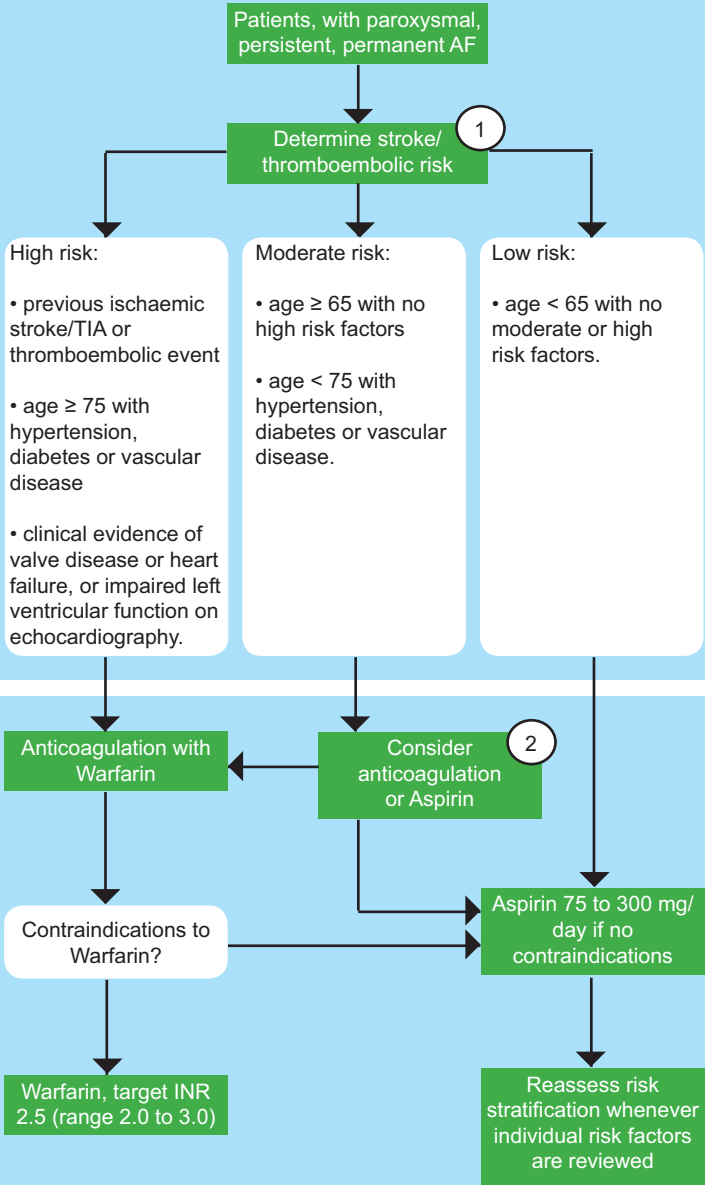 Patients, with paroxysmal,
persistent, permanent AF
1
Determine stroke/
thromboembolic risk
High risk:
• previous ischaemic
stroke/TIA or
thromboembolic event
• age ≥ 75 with
hypertension,
diabetes or vascular
disease
• clinical evidence of
valve disease or heart
failure, or impaired left
ventricular function on
echocardiography.
Moderate risk:
• age ≥ 65 with no
high risk factors
• age < 75 with
hypertension,
diabetes or vascular
disease.
Low risk:
• age < 65 with no
moderate or high
risk factors.
Anticoagulation with
Warfarin
2
Consider
anticoagulation
or Aspirin
Contraindications to
Warfarin?
Aspirin 75 to 300 mg/
day if no
contraindications
Warfarin, target INR
2.5 (range 2.0 to 3.0)
Reassess risk
stratification whenever
individual risk factors
are reviewed